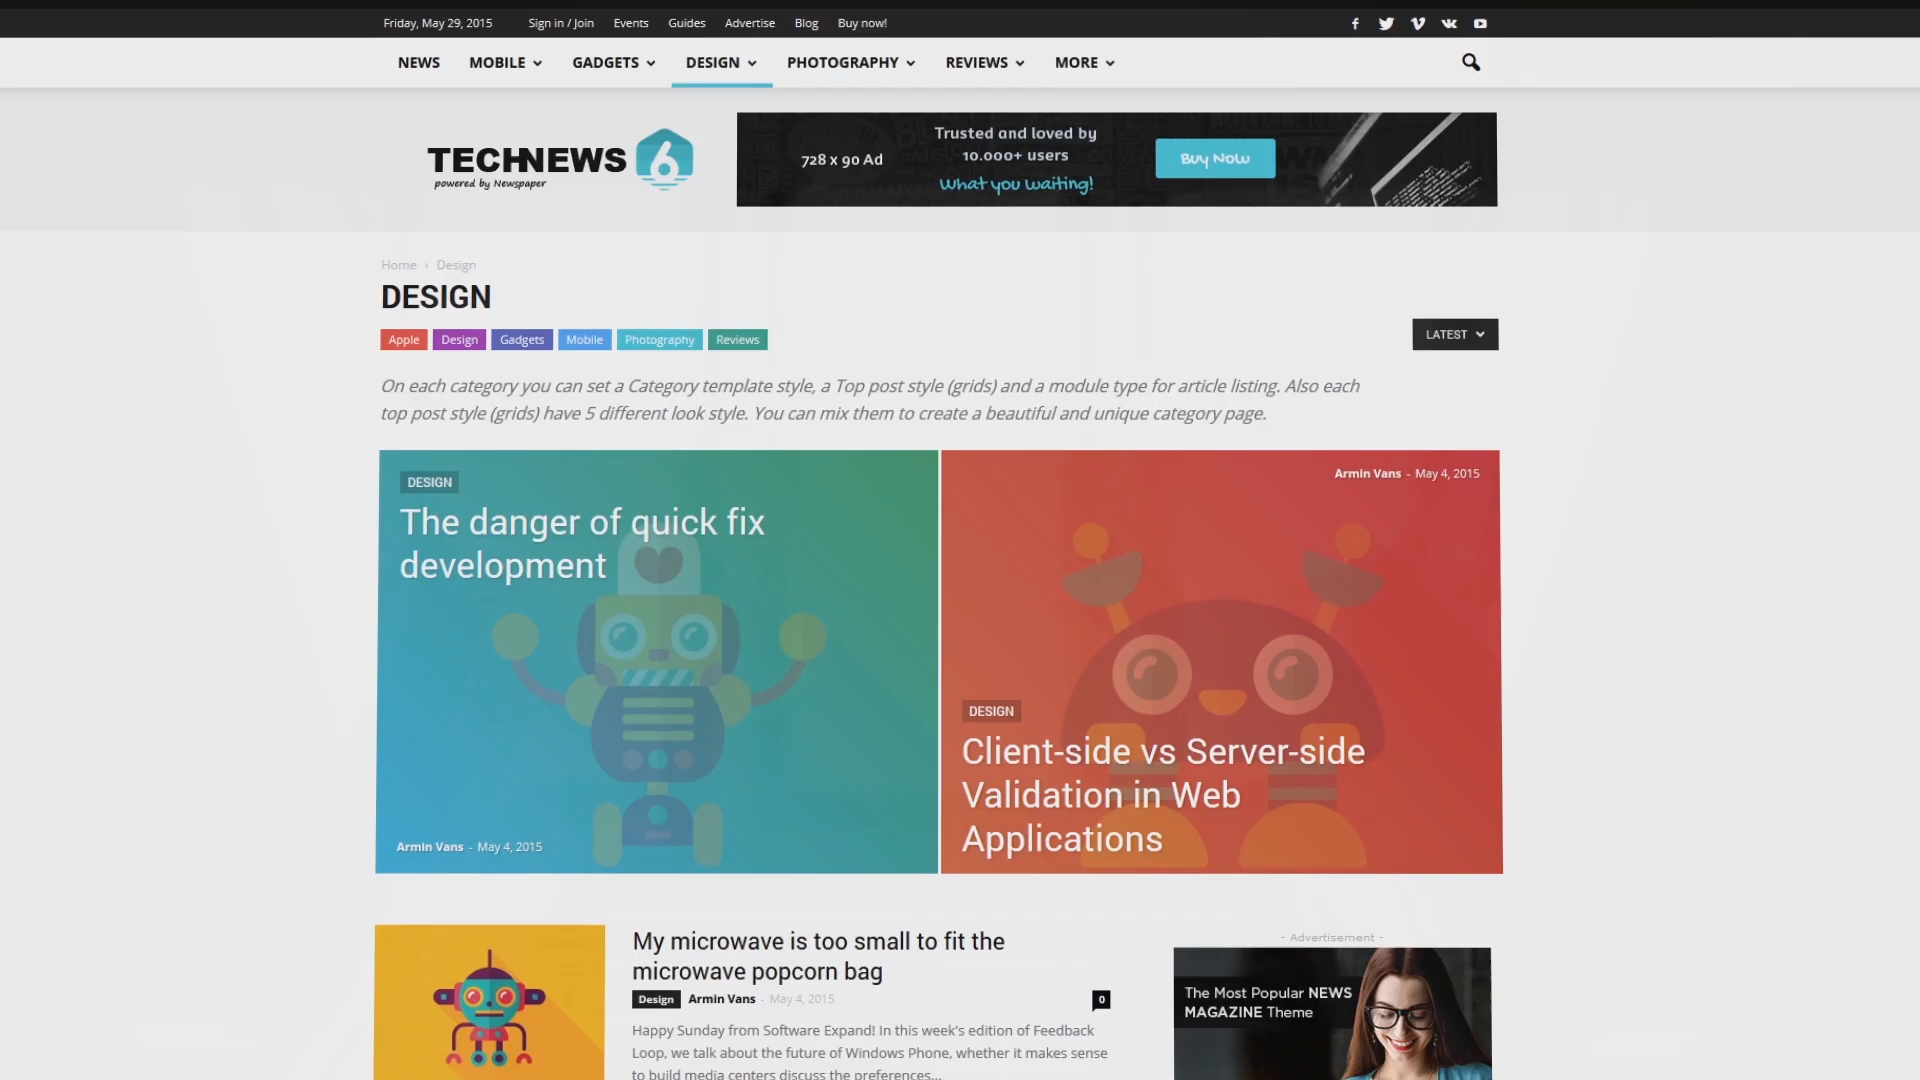 Friday, May 29, 2015 Sign in / Join Events Guides Advertise Blog Buy now!
NEWS MOBILE GADGETS DESIGN PHOTOGRAPHY REVIEWS MORE
TECHNEWS 6
powered by Newspaper
728 x 90 Ad
Trusted and loved by
10.000+ users
What you waiting!
Buy Now
Home › Design
DESIGN
Apple Design Gadgets Mobile Photography Reviews
LATEST
On each category you can set a Category template style, a Top post style (grids) and a module type for article listing. Also each
top post style (grids) have 5 different look style. You can mix them to create a beautiful and unique category page.
DESIGN
The danger of quick fix
development
Armin Vans - May 4, 2015
Armin Vans - May 4, 2015
DESIGN
Client-side vs Server-side
Validation in Web
Applications
My microwave is too small to fit the
microwave popcorn bag
Design Armin Vans - May 4, 2015 0
Happy Sunday from Software Expand! In this week's edition of Feedback
Loop, we talk about the future of Windows Phone, whether it makes sense
to build media centers discuss the preferences...
- Advertisement -
The Most Popular NEWS
MAGAZINE Theme